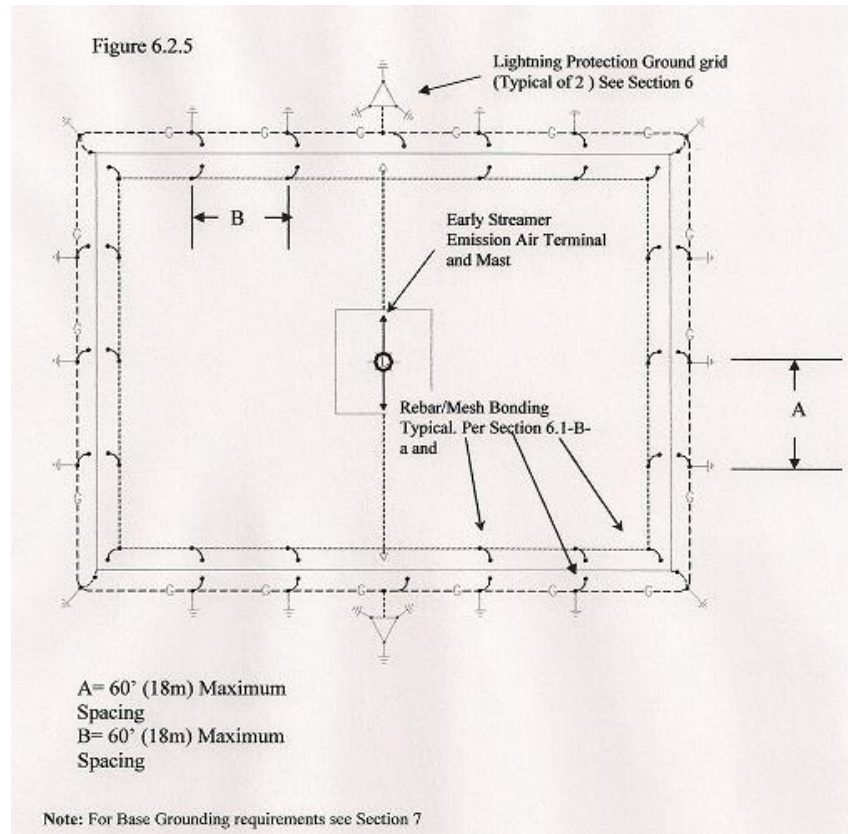 Figure 6.2.5
Lightning Protection Ground grid
(Typical of 2 ) See Section 6
G G G G G G
B
Early Streamer
Emission Air Terminal
and Mast
G G
G G
Rebar/Mesh Bonding
Typical. Per Section 6.1-B-
a and
A
G G
G G G G G G
A= 60’ (18m) Maximum
Spacing
B= 60’ (18m) Maximum
Spacing
Note: For Base Grounding requirements see Section 7